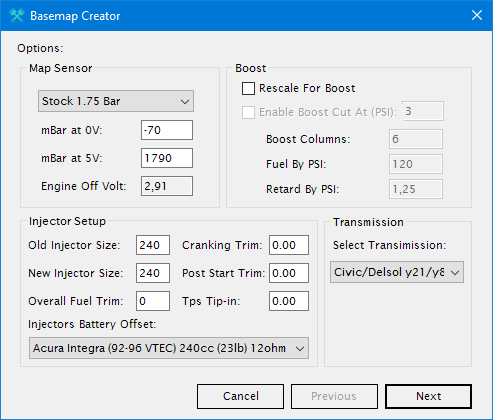 Basemap Creator
Options:
Map Sensor
Stock 1.75 Bar
mBar at 0V: -70
mBar at 5V: 1790
Engine Off Volt: 2,91
Boost
Rescale For Boost
Enable Boost Cut At (PSI): 3
Boost Columns: 6
Fuel By PSI: 120
Retard By PSI: 1,25
Injector Setup
Old Injector Size: 240 Cranking Trim: 0.00
New Injector Size: 240 Post Start Trim: 0.00
Overall Fuel Trim: 0 Tps Tip-in: 0.00
Injectors Battery Offset:
Acura Integra (92-96 VTEC) 240cc (23lb) 12ohm
Transmission
Select Transimission:
Civic/Delsol y21/y8
Cancel Previous Next